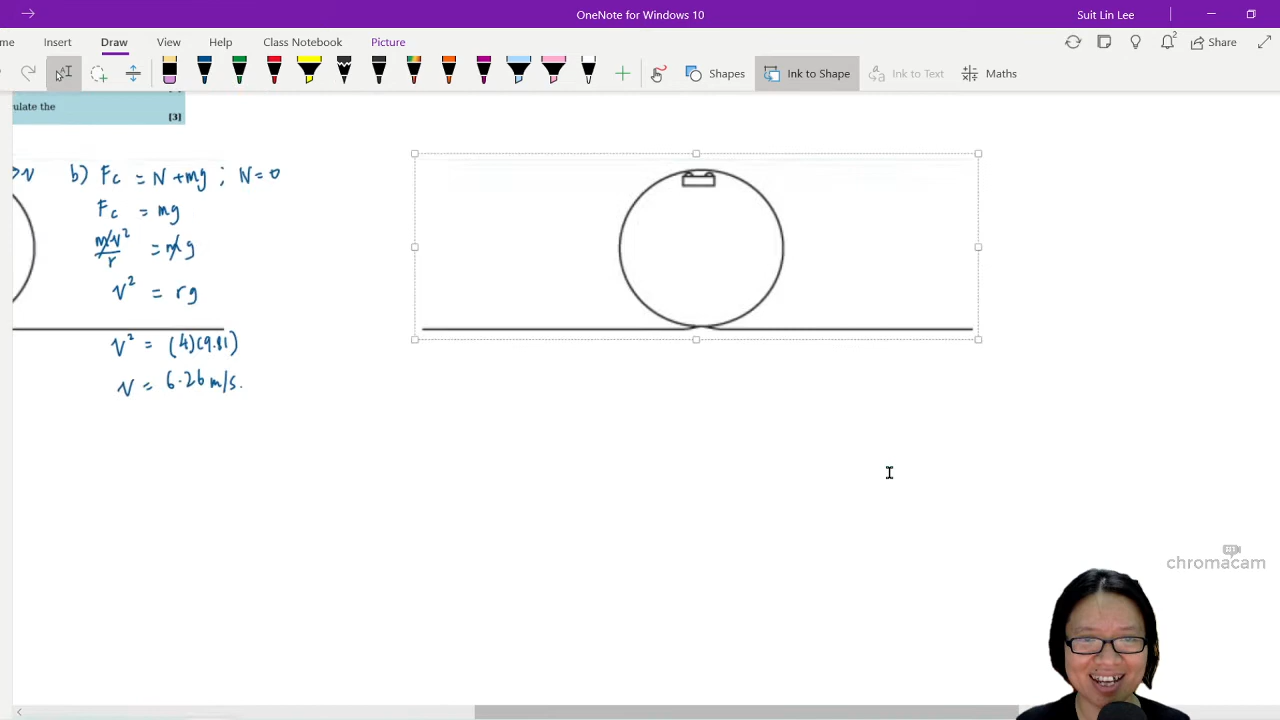 OneNote for Windows 10
Suit Lin Lee
me
Insert
Draw
View
Help
Class Notebook
Picture
2
Share
Shapes
Ink to Shape
Ink to Text
Maths
ulate the
[3]
v
b) Fc = N + mg ; N = 0
Fc = mg
mv²/r = mg
v² = rg
v² = (4)(9.81)
v = 6.26 m/s.
chromacam